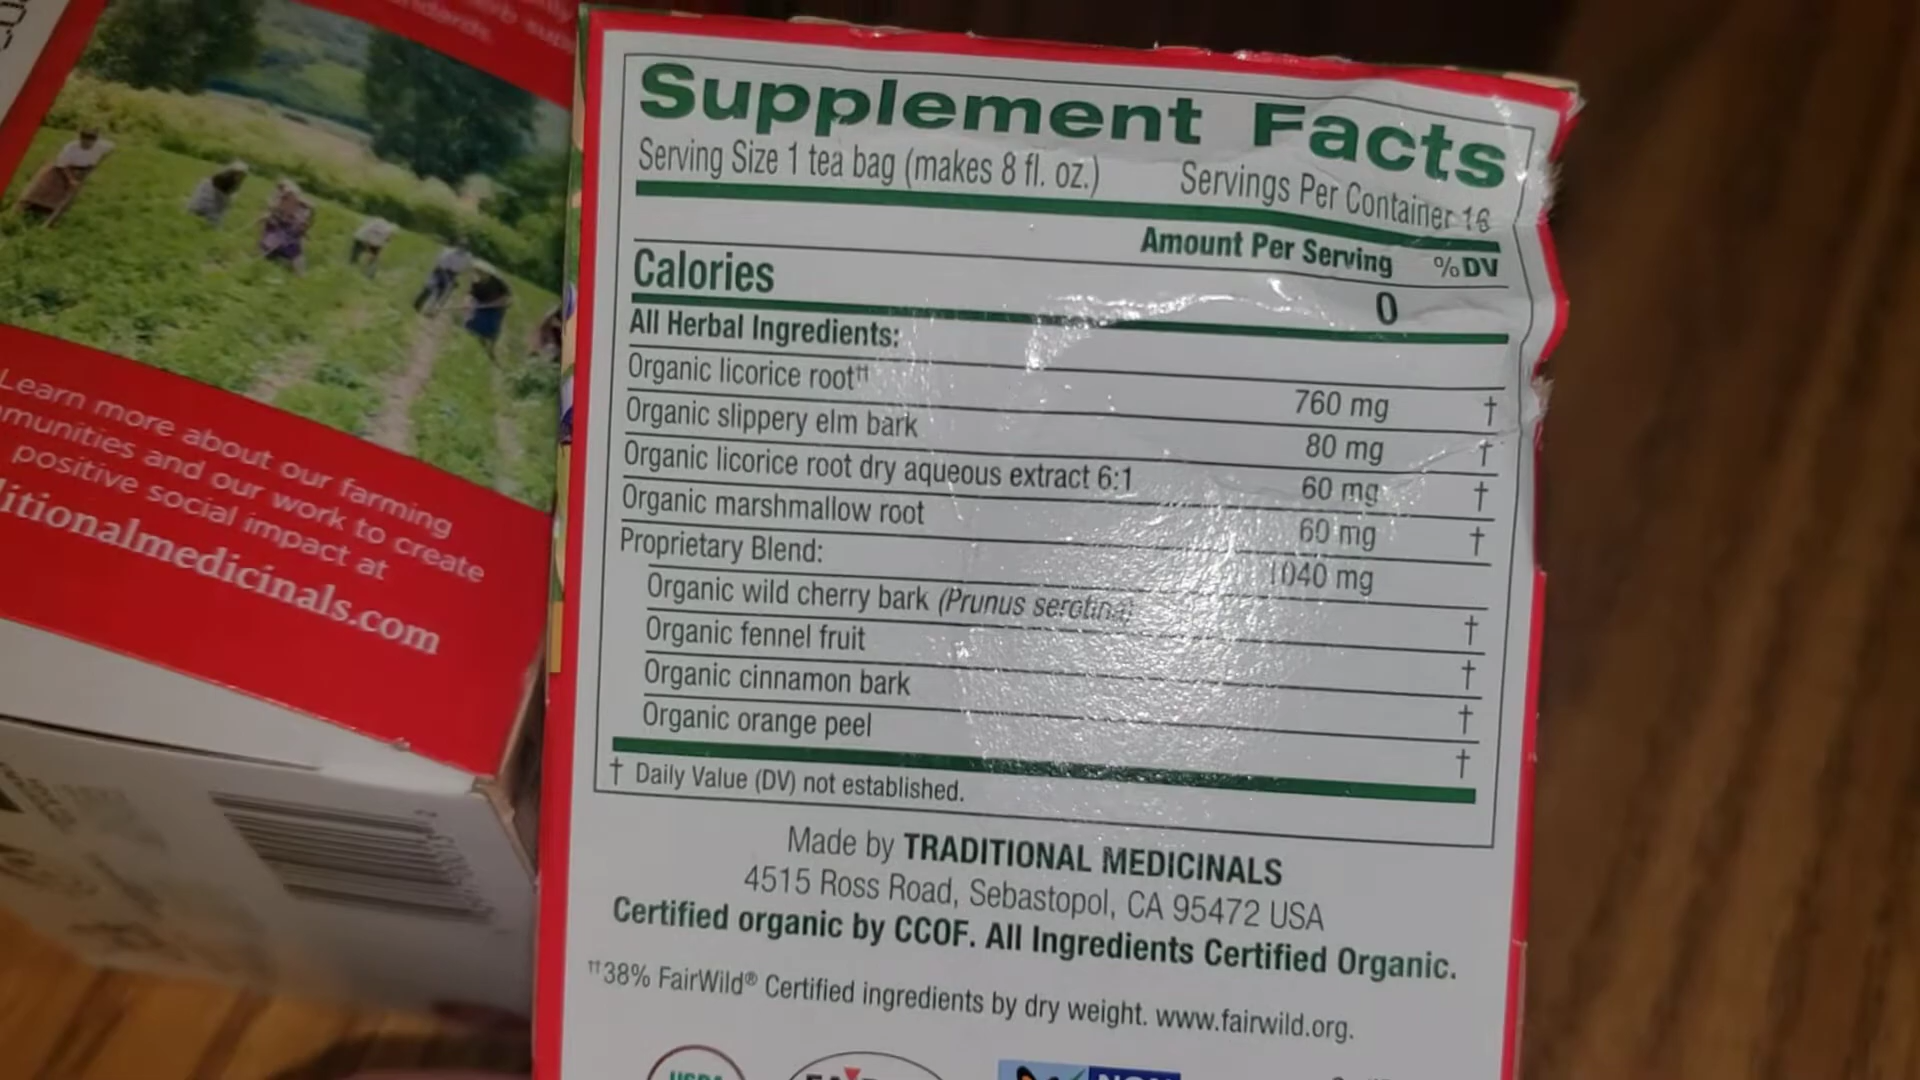 ndards
Learn more about our farming
munities and our work to create
positive social impact at
itionalmedicinals.com
Supplement Facts
Serving Size 1 tea bag (makes 8 fl. oz.) Servings Per Container 16
Amount Per Serving %DV
Calories 0
All Herbal Ingredients:
Organic licorice root†† 760 mg †
Organic slippery elm bark 80 mg †
Organic licorice root dry aqueous extract 6:1 60 mg †
Organic marshmallow root 60 mg †
Proprietary Blend: 1040 mg
Organic wild cherry bark (Prunus serotina) †
Organic fennel fruit †
Organic cinnamon bark †
Organic orange peel †
† Daily Value (DV) not established.
Made by TRADITIONAL MEDICINALS
4515 Ross Road, Sebastopol, CA 95472 USA
Certified organic by CCOF. All Ingredients Certified Organic.
††38% FairWild® Certified ingredients by dry weight. www.fairwild.org.
USDA